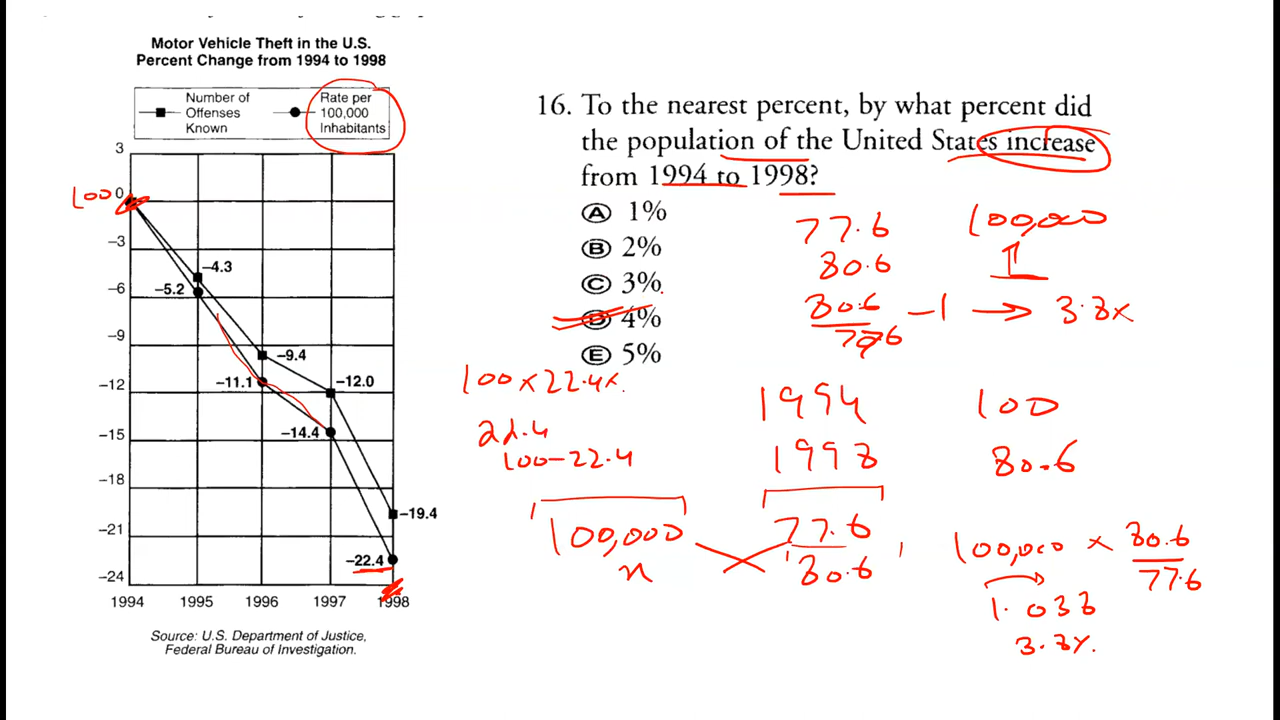 Motor Vehicle Theft in the U.S.
Percent Change from 1994 to 1998
Number of
Offenses
Known
Rate per
100,000
Inhabitants
3
100
0
-3
-6
-9
-12
-15
-18
-21
-24
-4.3
-5.2
-9.4
-11.1
-12.0
-14.4
-19.4
-22.4
1994 1995 1996 1997 1998
Source: U.S. Department of Justice,
Federal Bureau of Investigation.
16. To the nearest percent, by what percent did
the population of the United States increase
from 1994 to 1998?
A 1%
B 2%
C 3%
D 4%
E 5%
77.6 100,000
80.6 1
80.6/77.6 - 1 → 3.8%
100 x 22.4%
22.4
100-22.4
1994 100
1998 80.6
100,000 77.6
n 80.6
100,000 x 80.6/77.6
1.038
3.8%.